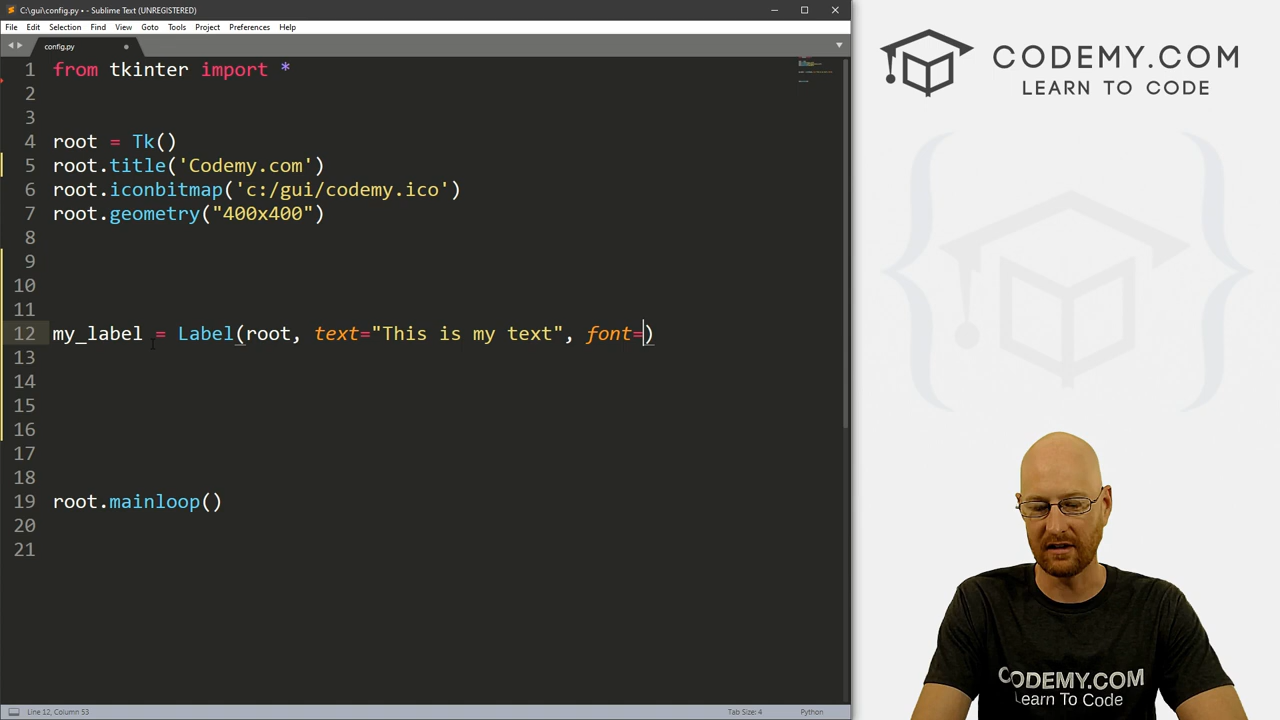 C:\gui\config.py • - Sublime Text (UNREGISTERED)
File Edit Selection Find View Goto Tools Project Preferences Help
config.py
1 from tkinter import *
2
3
4 root = Tk()
5 root.title('Codemy.com')
6 root.iconbitmap('c:/gui/codemy.ico')
7 root.geometry("400x400")
8
9
10
11
12 my_label = Label(root, text="This is my text", font=)
13
14
15
16
17
18
19 root.mainloop()
20
21
Line 12, Column 53 Tab Size: 4 Python
CODEMY.COM
LEARN TO CODE
CODEMY.COM
Learn To Code